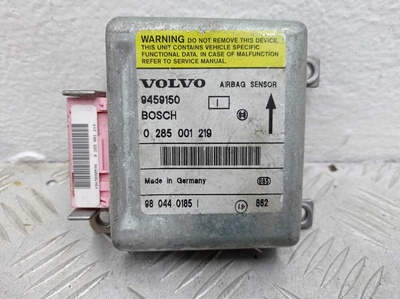 WARNING DO NOT REMOVE THIS DEVICE.
THIS UNIT CONTAINS VEHICLE SPECIFIC
FUNCTIONAL DATA. IN CASE OF MALFUNCTION
REFER TO SERVICE MANUAL.
VOLVO AIRBAG SENSOR
9459150 I
BOSCH
0 285 001 219
Made in Germany
98 044 0185 I 41 862